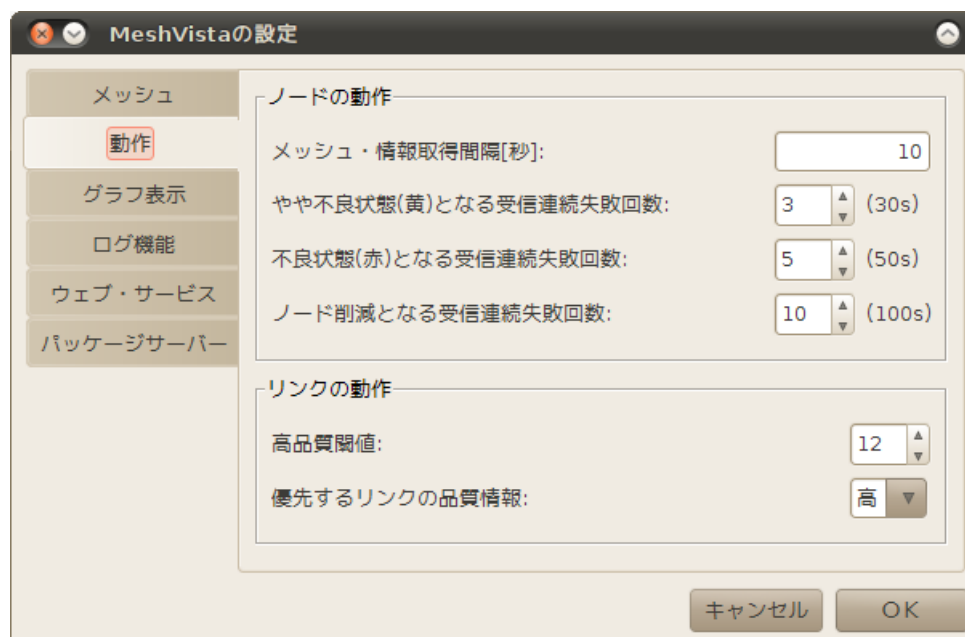 MeshVistaの設定
メッシュ
動作
グラフ表示
ログ機能
ウェブ・サービス
パッケージサーバー
ノードの動作
メッシュ・情報取得間隔[秒]: 10
やや不良状態(黄)となる受信連続失敗回数: 3 (30s)
不良状態(赤)となる受信連続失敗回数: 5 (50s)
ノード削減となる受信連続失敗回数: 10 (100s)
リンクの動作
高品質閾値: 12
優先するリンクの品質情報: 高
キャンセル OK